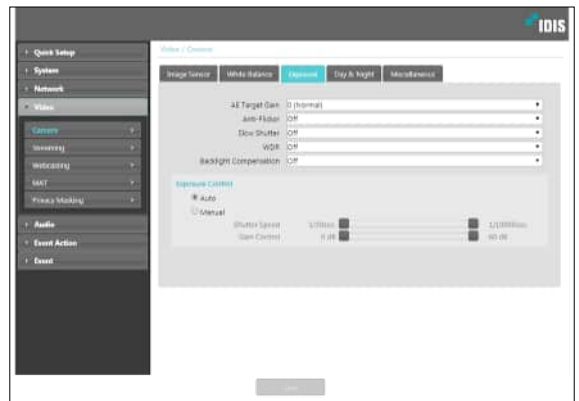 IDIS
Quick Setup
System
Network
Video
Camera
Streaming
Webcasting
MAT
Privacy Masking
Audio
Event Action
Event
Video / Camera
Image Sensor
White Balance
Exposure
Day & Night
Miscellaneous
AE Target Gain 0 (Normal)
Anti-Flicker Off
Slow Shutter Off
WDR Off
Backlight Compensation Off
Exposure Control
Auto
Manual
Shutter Speed
Gain Control 0 dB 60 dB
Save